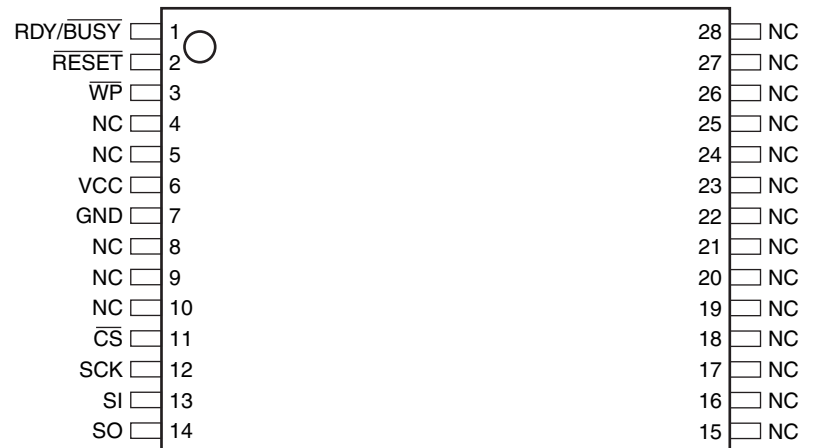 RDY/BUSY 1 28 NC
RESET 2 27 NC
WP 3 26 NC
NC 4 25 NC
NC 5 24 NC
VCC 6 23 NC
GND 7 22 NC
NC 8 21 NC
NC 9 20 NC
NC 10 19 NC
CS 11 18 NC
SCK 12 17 NC
SI 13 16 NC
SO 14 15 NC